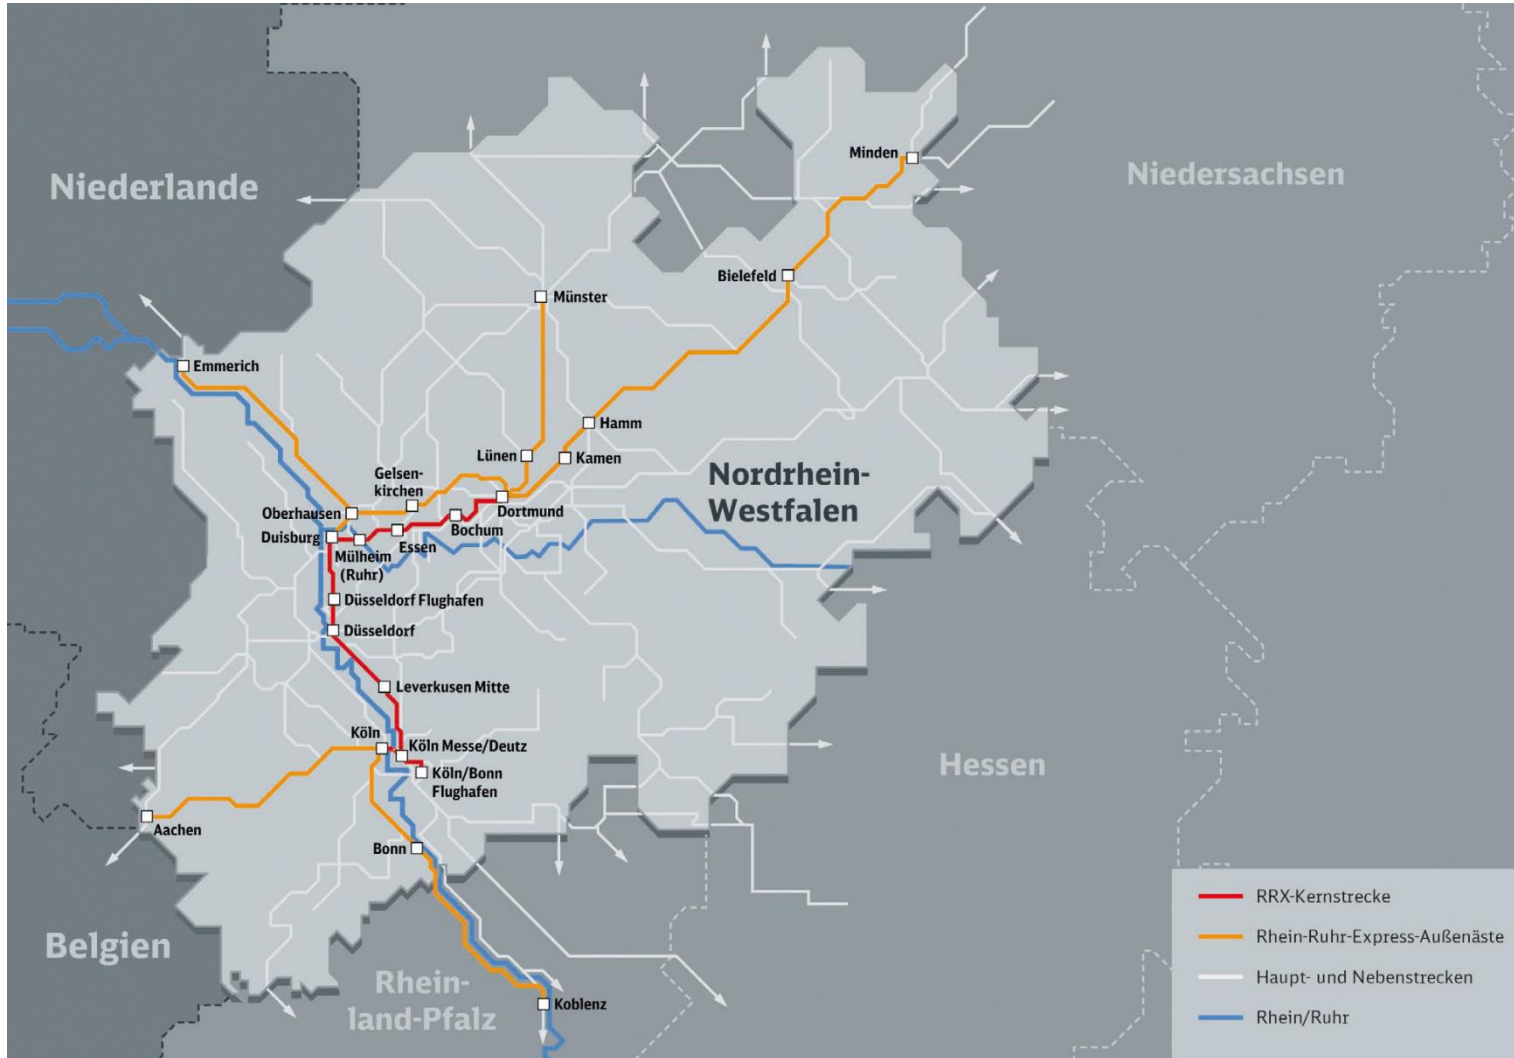 Niederlande
Niedersachsen
Minden
Bielefeld
Münster
Emmerich
Hamm
Lünen
Kamen
Gelsen-
kirchen
Nordrhein-
Westfalen
Oberhausen
Dortmund
Duisburg
Bochum
Essen
Mülheim
(Ruhr)
Düsseldorf Flughafen
Düsseldorf
Leverkusen Mitte
Köln
Köln Messe/Deutz
Köln/Bonn
Flughafen
Hessen
Aachen
Bonn
Belgien
Rhein-
land-Pfalz
Koblenz
RRX-Kernstrecke
Rhein-Ruhr-Express-Außenäste
Haupt- und Nebenstrecken
Rhein/Ruhr